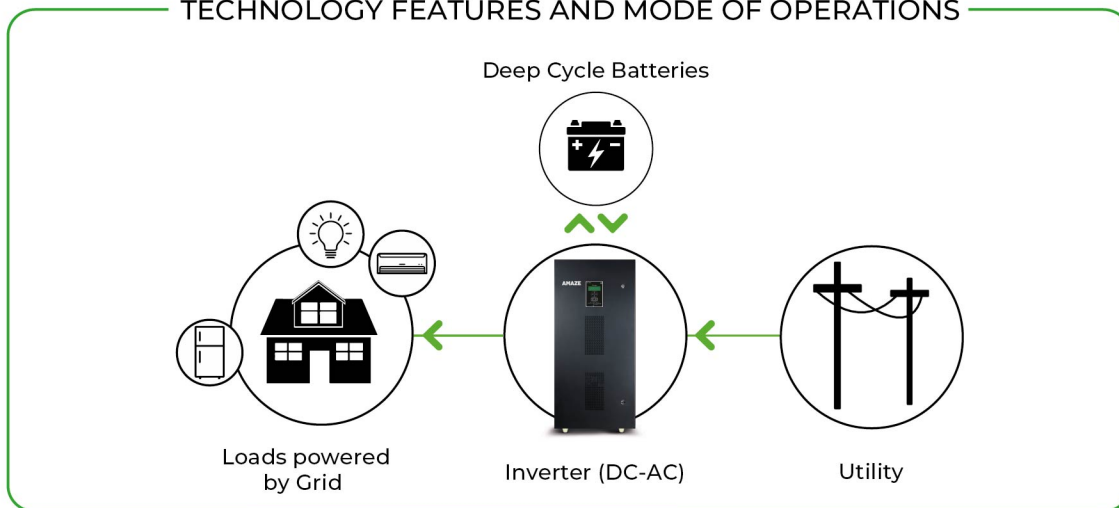 TECHNOLOGY FEATURES AND MODE OF OPERATIONS
Deep Cycle Batteries
AMAZE
Loads powered
by Grid
Inverter (DC-AC)
Utility